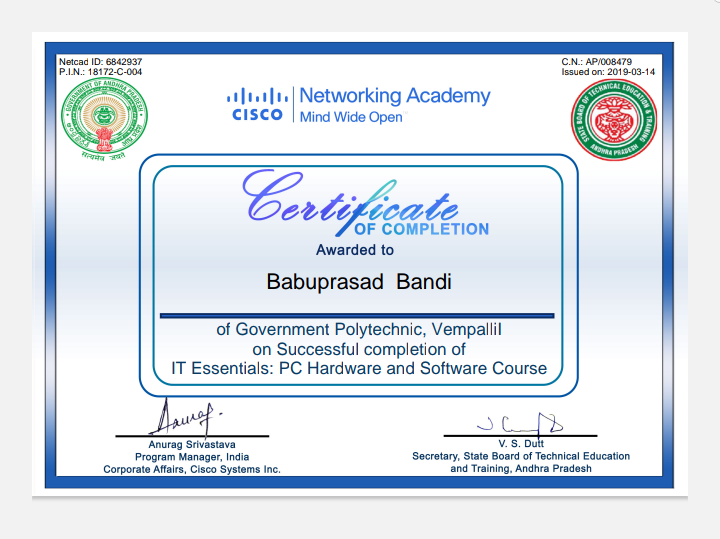 Netcad ID: 6842937
P.I.N.: 18172-C-004
C.N.: AP/008479
Issued on: 2019-03-14
GOVERNMENT OF ANDHRA PRADESH
सत्यमेव जयते
CISCO
Networking Academy
Mind Wide Open
STATE BOARD OF TECHNICAL EDUCATION & TRAINING
ANDHRA PRADESH
Certificate
OF COMPLETION
Awarded to
Babuprasad Bandi
of Government Polytechnic, Vempallil
on Successful completion of
IT Essentials: PC Hardware and Software Course
Anurag Srivastava
Program Manager, India
Corporate Affairs, Cisco Systems Inc.
V. S. Dutt
Secretary, State Board of Technical Education
and Training, Andhra Pradesh